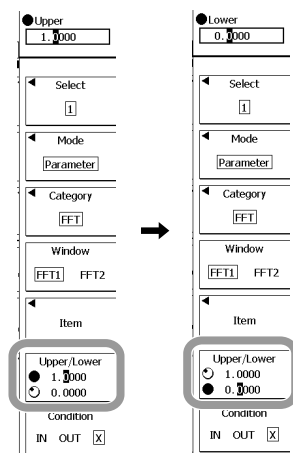 Upper
1.0000
Select
1
Mode
Parameter
Category
FFT
Window
FFT1 FFT2
Item
Upper/Lower
1.0000
0.0000
Condition
IN OUT X
Lower
0.0000
Select
1
Mode
Parameter
Category
FFT
Window
FFT1 FFT2
Item
Upper/Lower
1.0000
0.0000
Condition
IN OUT X